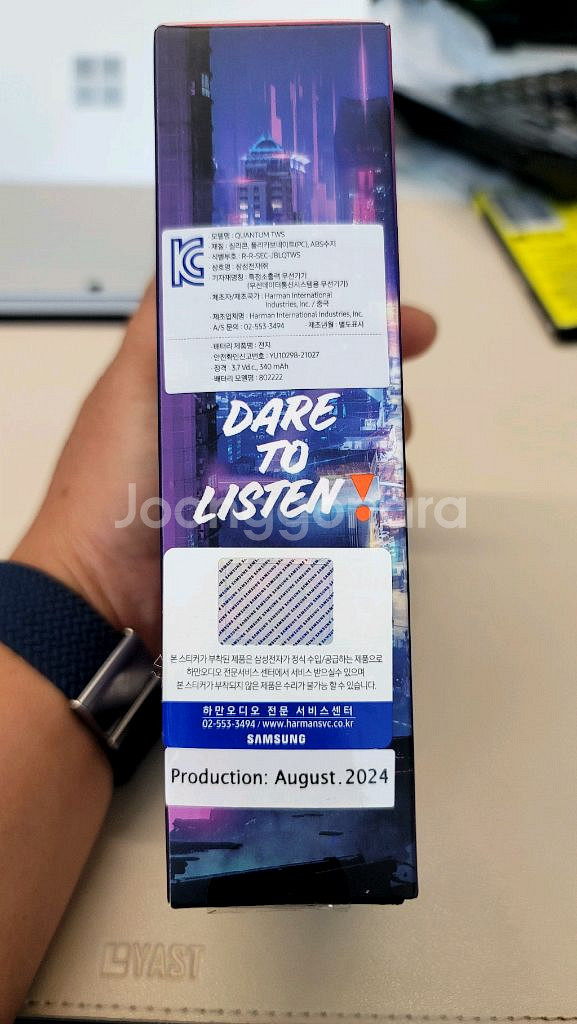 모델명 : QUANTUM TWS
재질 : 실리콘, 폴리카보네이트(PC), ABS수지
식별부호 : R-R-SEC-JBLQTWS
상호명 : 삼성전자㈜
기자재명칭 : 특정소출력 무선기기
(무선데이터통신시스템용 무선기기)
제조자/제조국가 : Harman International
Industries, Inc. / 중국
·제조업체명 : Harman International Industries, Inc.
A/S 문의 : 02-553-3494 ·제조년월 : 별도표시
·배터리 제품명 : 전지
·안전확인신고번호 : YU10298-21027
·정격 : 3.7 Vd.c., 340 mAh
·배터리 모델명 : 802222
DARE
TO
LISTEN!
Joonggonara
SAMSUNG
본 스티커가 부착된 제품은 삼성전자가 정식 수입/공급하는 제품으로
하만오디오 전문서비스 센터에서 서비스 받으실수 있으며
본 스티커가 부착되지 않은 제품은 수리가 불가능 할 수 있습니다.
하만오디오 전문 서비스센터
02-553-3494 / www.harmansvc.co.kr
SAMSUNG
Production: August.2024
YAST